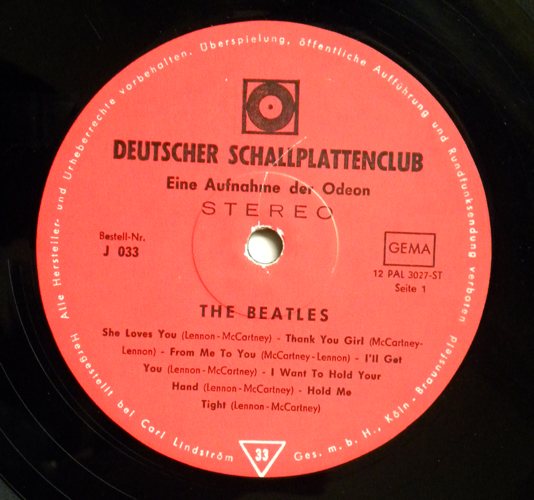 Alle Hersteller- und Urheberrechte vorbehalten. Überspielung, öffentliche Aufführung und Rundfunksendung verboten
DEUTSCHER SCHALLPLATTENCLUB
Eine Aufnahme der Odeon
STEREO
Bestell-Nr.
J 033
GEMA
12 PAL 3027-ST
Seite 1
THE BEATLES
She Loves You (Lennon-McCartney) - Thank You Girl (McCartney-
Lennon) - From Me To You (McCartney-Lennon) - I'll Get
You (Lennon-McCartney) - I Want To Hold Your
Hand (Lennon-McCartney) - Hold Me
Tight (Lennon-McCartney)
33
Hergestellt bei Carl Lindström Ges. m. b. H., Köln-Braunsfeld